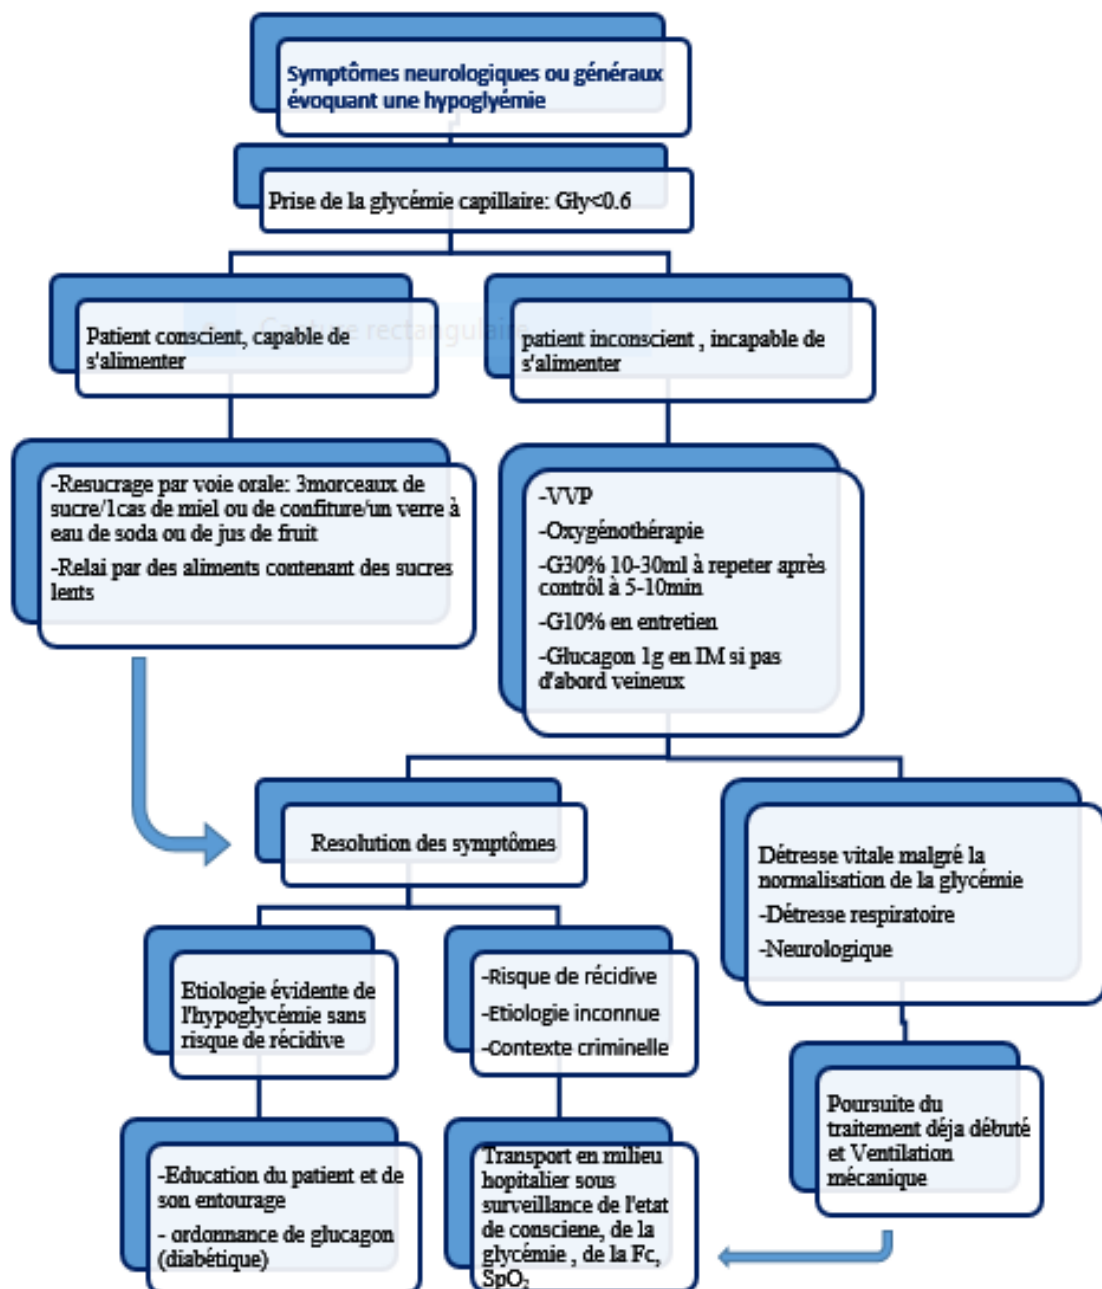 Symptômes neurologiques ou généraux
évoquant une hypoglyémie
Prise de la glycémie capillaire: Gly<0.6
Patient conscient, capable de
s'alimenter
Capture rectangulaire
patient inconscient , incapable de
s'alimenter
-Resucrage par voie orale: 3morceaux de
sucre/1cas de miel ou de confiture/un verre à
eau de soda ou de jus de fruit
-Relai par des aliments contenant des sucres
lents
-VVP
-Oxygénothérapie
-G30% 10-30ml à repeter après
contrôl à 5-10min
-G10% en entretien
-Glucagon 1g en IM si pas
d'abord veineux
Resolution des symptômes
Détresse vitale malgré la
normalisation de la glycémie
-Détresse respiratoire
-Neurologique
Etiologie évidente de
l'hypoglycémie sans
risque de récidive
-Risque de récidive
-Etiologie inconnue
-Contexte criminelle
Poursuite du
traitement déja débuté
et Ventilation
mécanique
-Education du patient et de
son entourage
- ordonnance de glucagon
(diabétique)
Transport en milieu
hopitalier sous
surveillance de l'etat
de consciene, de la
glycémie , de la Fc,
SpO₂